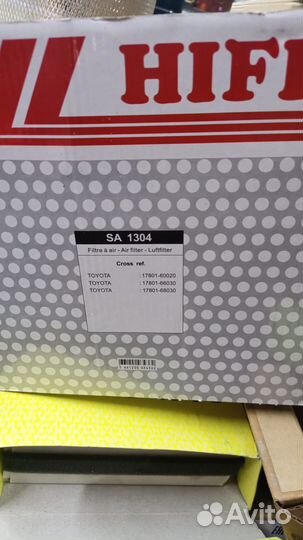 HIFI
SA 1304
Filtre à air - Air filter - Luftfilter
Cross ref.
TOYOTA :17801-60020
TOYOTA :17801-66030
TOYOTA :17801-68030
Avito